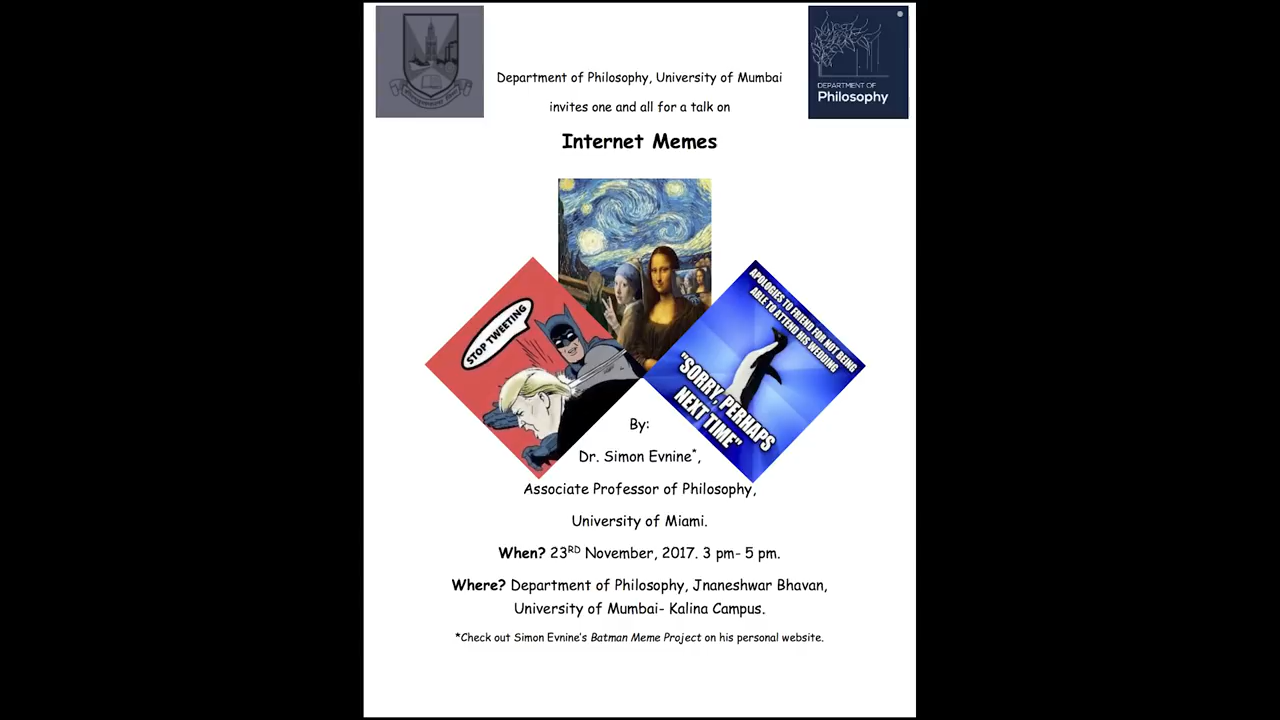 DEPARTMENT OF
Philosophy
Department of Philosophy, University of Mumbai
invites one and all for a talk on
Internet Memes
STOP TWEETING
APOLOGIES TO FRIEND FOR NOT BEING
ABLE TO ATTEND HIS WEDDING
"SORRY, PERHAPS
NEXT TIME"
By:
Dr. Simon Evnine*,
Associate Professor of Philosophy,
University of Miami.
When? 23RD November, 2017. 3 pm- 5 pm.
Where? Department of Philosophy, Jnaneshwar Bhavan,
University of Mumbai- Kalina Campus.
*Check out Simon Evnine's Batman Meme Project on his personal website.